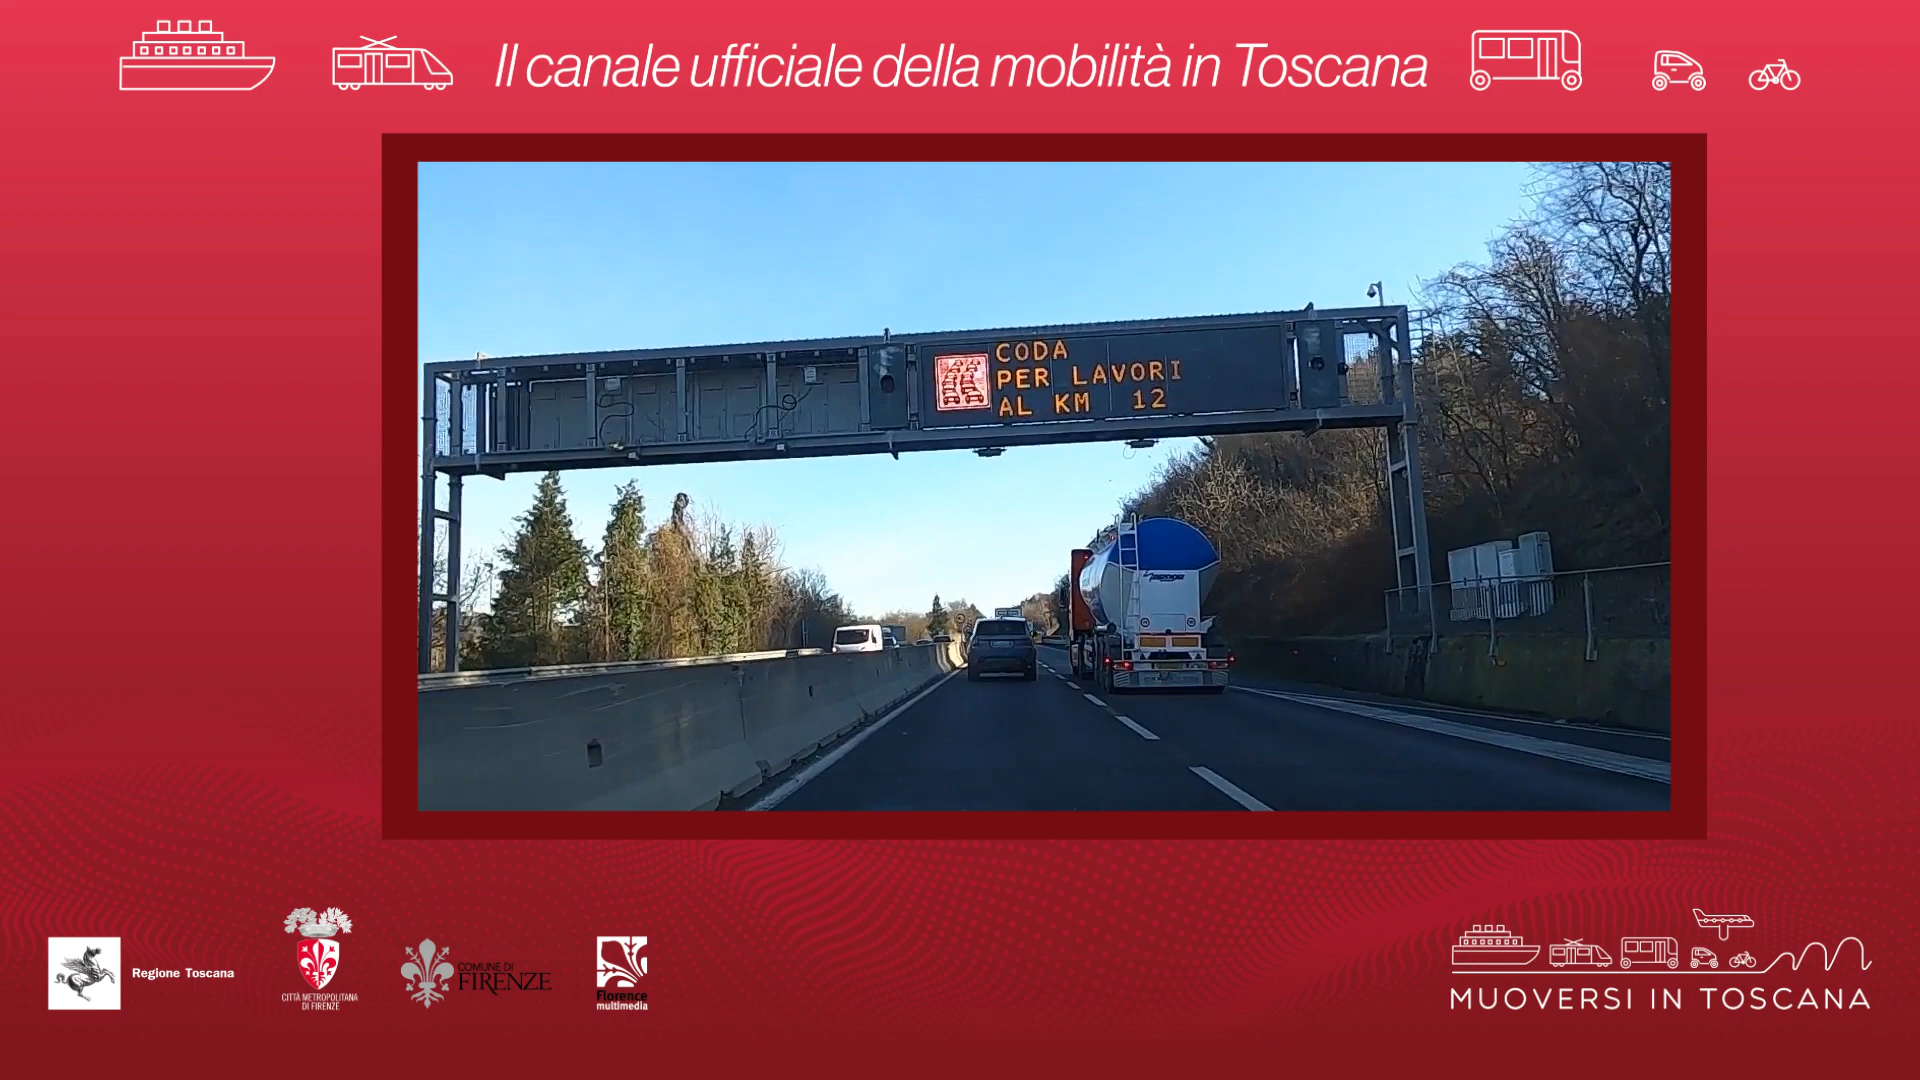 Il canale ufficiale della mobilità in Toscana
CODA
PER LAVORI
AL KM 12
Regione Toscana
CITTÀ METROPOLITANA
DI FIRENZE
COMUNE DI
FIRENZE
Florence
multimedia
MUOVERSI IN TOSCANA